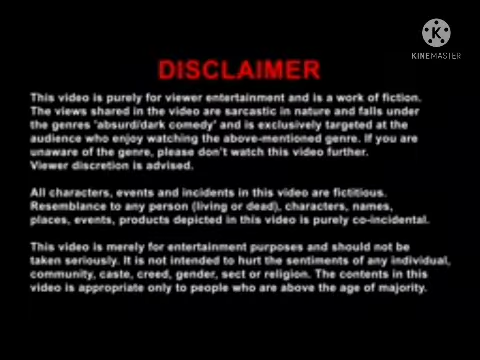 KINEMASTER
DISCLAIMER
This video is purely for viewer entertainment and is a work of fiction.
The views shared in the video are sarcastic in nature and falls under
the genres 'absurd/dark comedy' and is exclusively targeted at the
audience who enjoy watching the above-mentioned genre. If you are
unaware of the genre, please don't watch this video further.
Viewer discretion is advised.
All characters, events and incidents in this video are fictitious.
Resemblance to any person (living or dead), characters, names,
places, events, products depicted in this video is purely co-incidental.
This video is merely for entertainment purposes and should not be
taken seriously. It is not intended to hurt the sentiments of any individual,
community, caste, creed, gender, sect or religion. The contents in this
video is appropriate only to people who are above the age of majority.